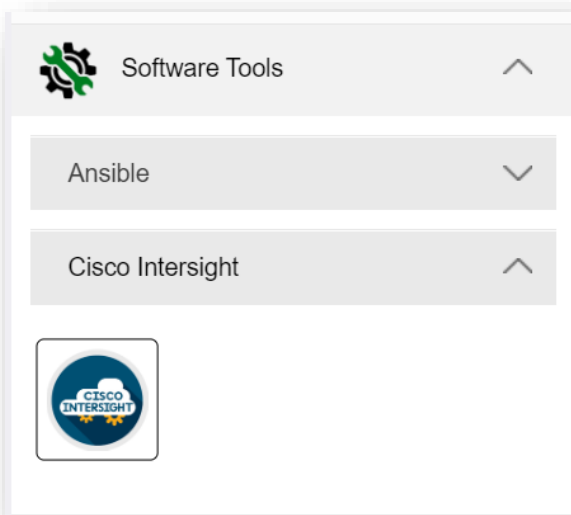 Software Tools
Ansible
Cisco Intersight
CISCO
INTERSIGHT